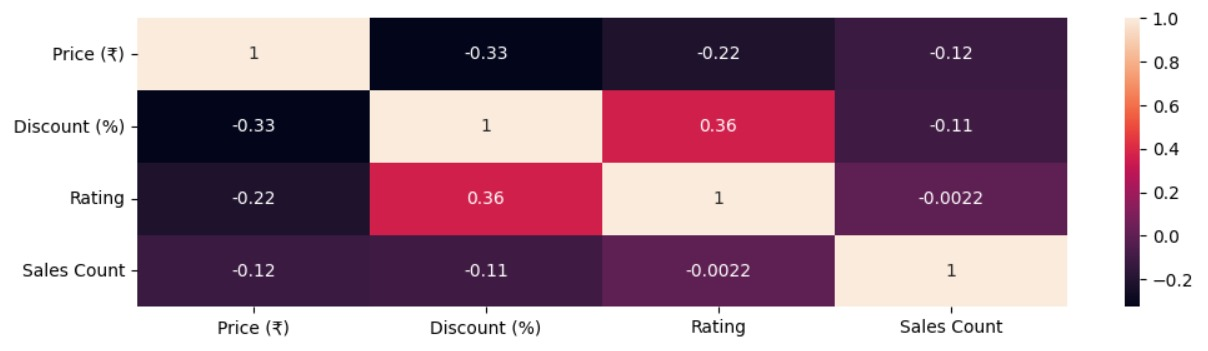 Price (₹) 1 -0.33 -0.22 -0.12
Discount (%) -0.33 1 0.36 -0.11
Rating -0.22 0.36 1 -0.0022
Sales Count -0.12 -0.11 -0.0022 1
Price (₹) Discount (%) Rating Sales Count
1.0
0.8
0.6
0.4
0.2
0.0
−0.2